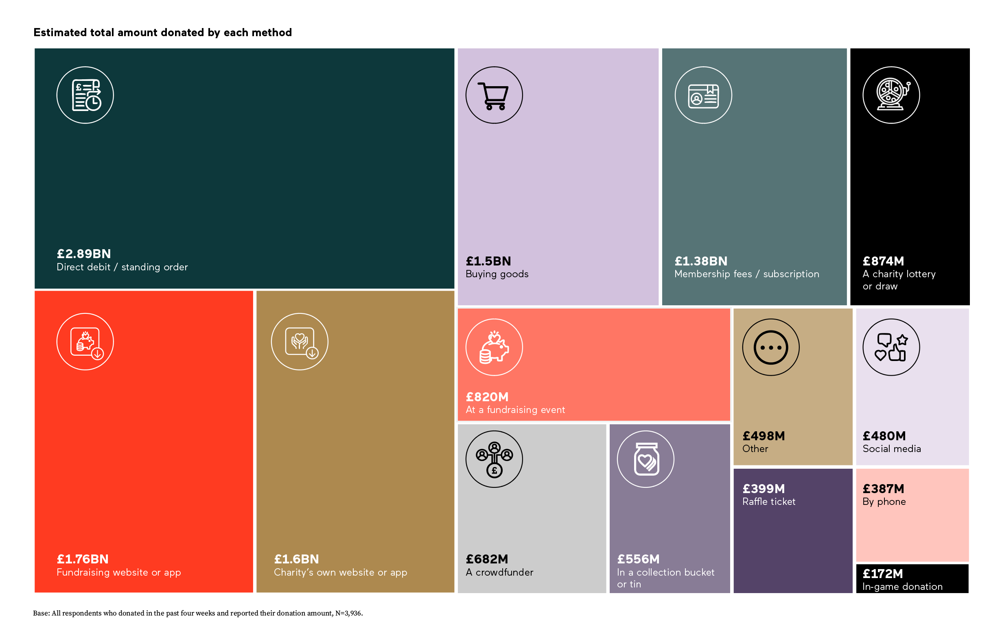 Estimated total amount donated by each method
£
£2.89BN
Direct debit / standing order
£1.5BN
Buying goods
£1.38BN
Membership fees / subscription
£874M
A charity lottery
or draw
£1.76BN
Fundraising website or app
£1.6BN
Charity’s own website or app
£820M
At a fundraising event
£498M
Other
£480M
Social media
£
£682M
A crowdfunder
£556M
In a collection bucket
or tin
£399M
Raffle ticket
£387M
By phone
£172M
In-game donation
Base: All respondents who donated in the past four weeks and reported their donation amount, N=3,936.